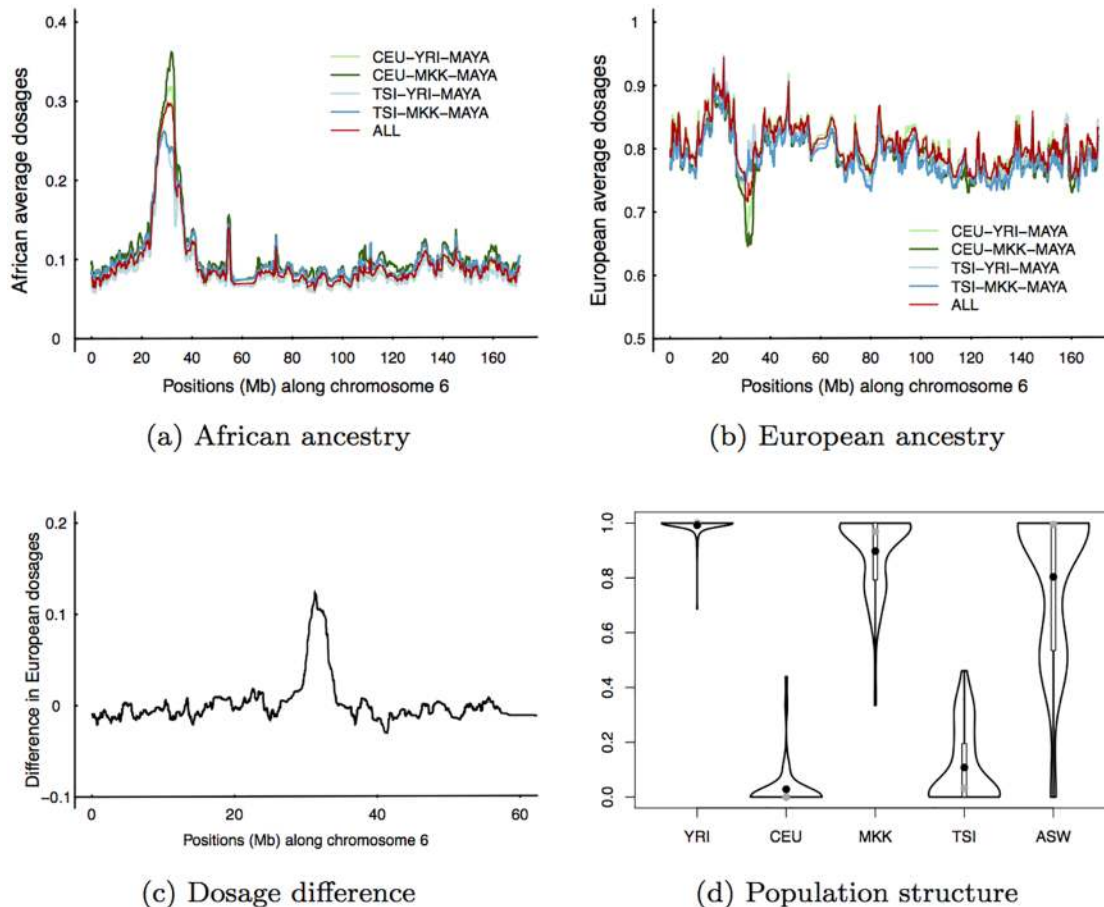 0.4
0.3
0.2
0.1
0
African average dosages
CEU–YRI–MAYA
CEU–MKK–MAYA
TSI–YRI–MAYA
TSI–MKK–MAYA
ALL
0 20 40 60 80 100 120 140 160
Positions (Mb) along chromosome 6
(a) African ancestry
1
0.9
0.8
0.7
0.6
0.5
European average dosages
CEU–YRI–MAYA
CEU–MKK–MAYA
TSI–YRI–MAYA
TSI–MKK–MAYA
ALL
0 20 40 60 80 100 120 140 160
Positions (Mb) along chromosome 6
(b) European ancestry
0.2
0.1
0
−0.1
Difference in European dosages
0 20 40 60
Positions (Mb) along chromosome 6
(c) Dosage difference
1.0
0.8
0.6
0.4
0.2
0.0
YRI CEU MKK TSI ASW
(d) Population structure